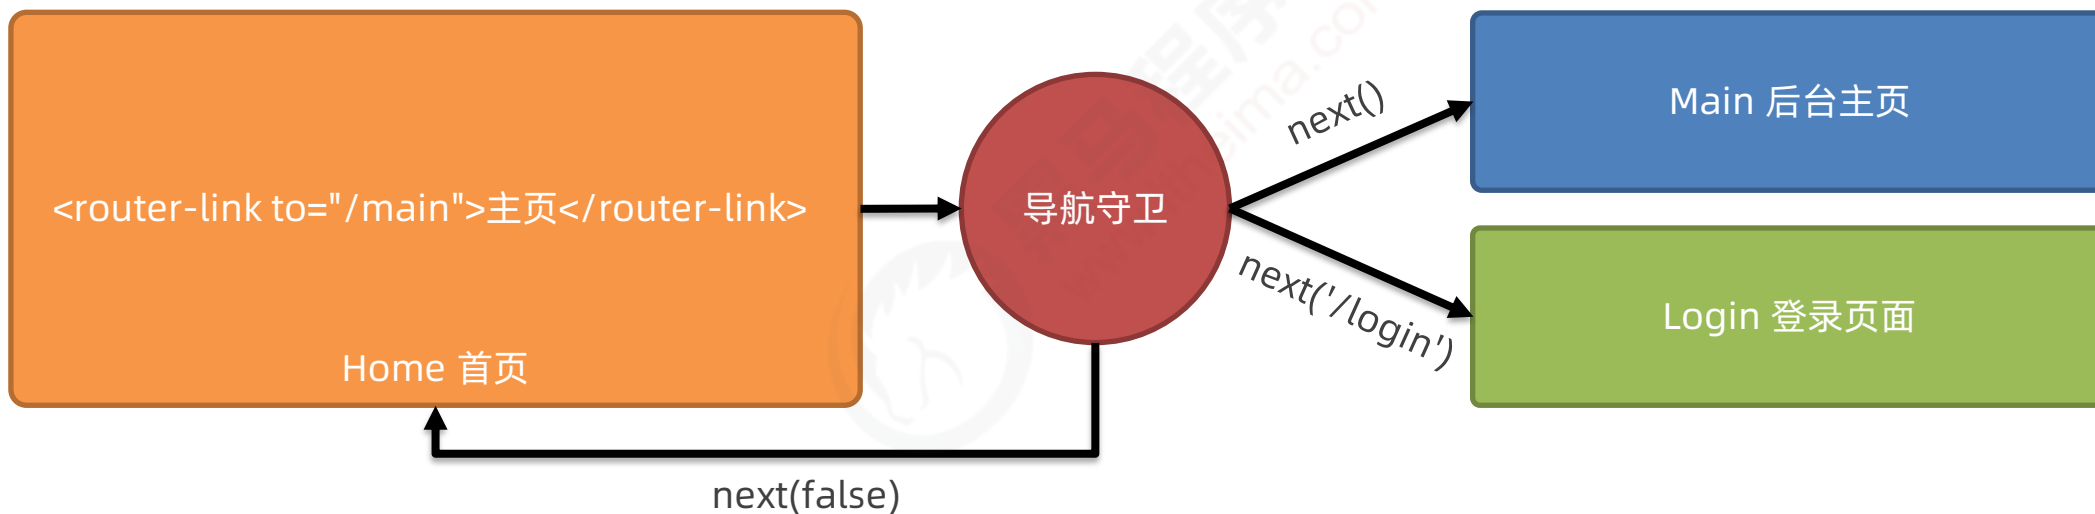 <router-link to="/main">主页</router-link>
Home 首页
导航守卫
next()
next('/login')
next(false)
Main 后台主页
Login 登录页面